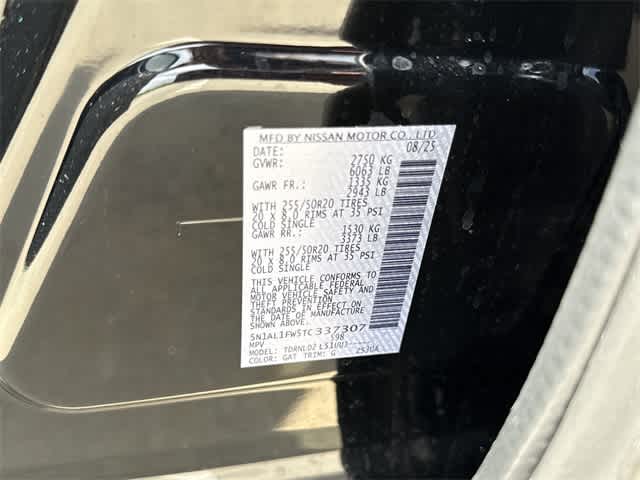 MFD BY NISSAN MOTOR CO., LTD
DATE: 08/25
GVWR: 2750 KG
6063 LB
GAWR FR.: 1335 KG
2943 LB
WITH 255/50R20 TIRES
20 X 8.0 RIMS AT 35 PSI
COLD SINGLE
GAWR RR.: 1530 KG
3373 LB
WITH 255/50R20 TIRES
20 X 8.0 RIMS AT 35 PSI
COLD SINGLE
THIS VEHICLE CONFORMS TO
ALL APPLICABLE FEDERAL
MOTOR VEHICLE SAFETY AND
THEFT PREVENTION
STANDARDS IN EFFECT ON
THE DATE OF MANUFACTURE
5N1AL1FW5TC337307
MPV 598
MODEL:
COLOR: GAT TRIM: G